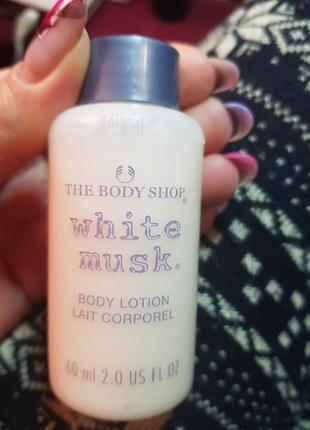 THE BODY SHOP®
white
musk®
BODY LOTION
LAIT CORPOREL
60 ml 2.0 US FL OZ